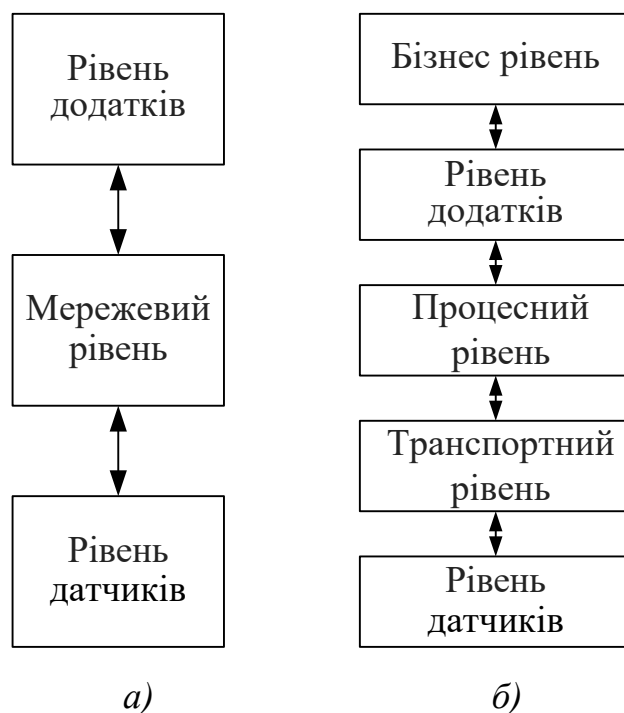 Рівень
додатків
Мережевий
рівень
Рівень
датчиків
а)
Бізнес рівень
Рівень
додатків
Процесний
рівень
Транспортний
рівень
Рівень
датчиків
б)